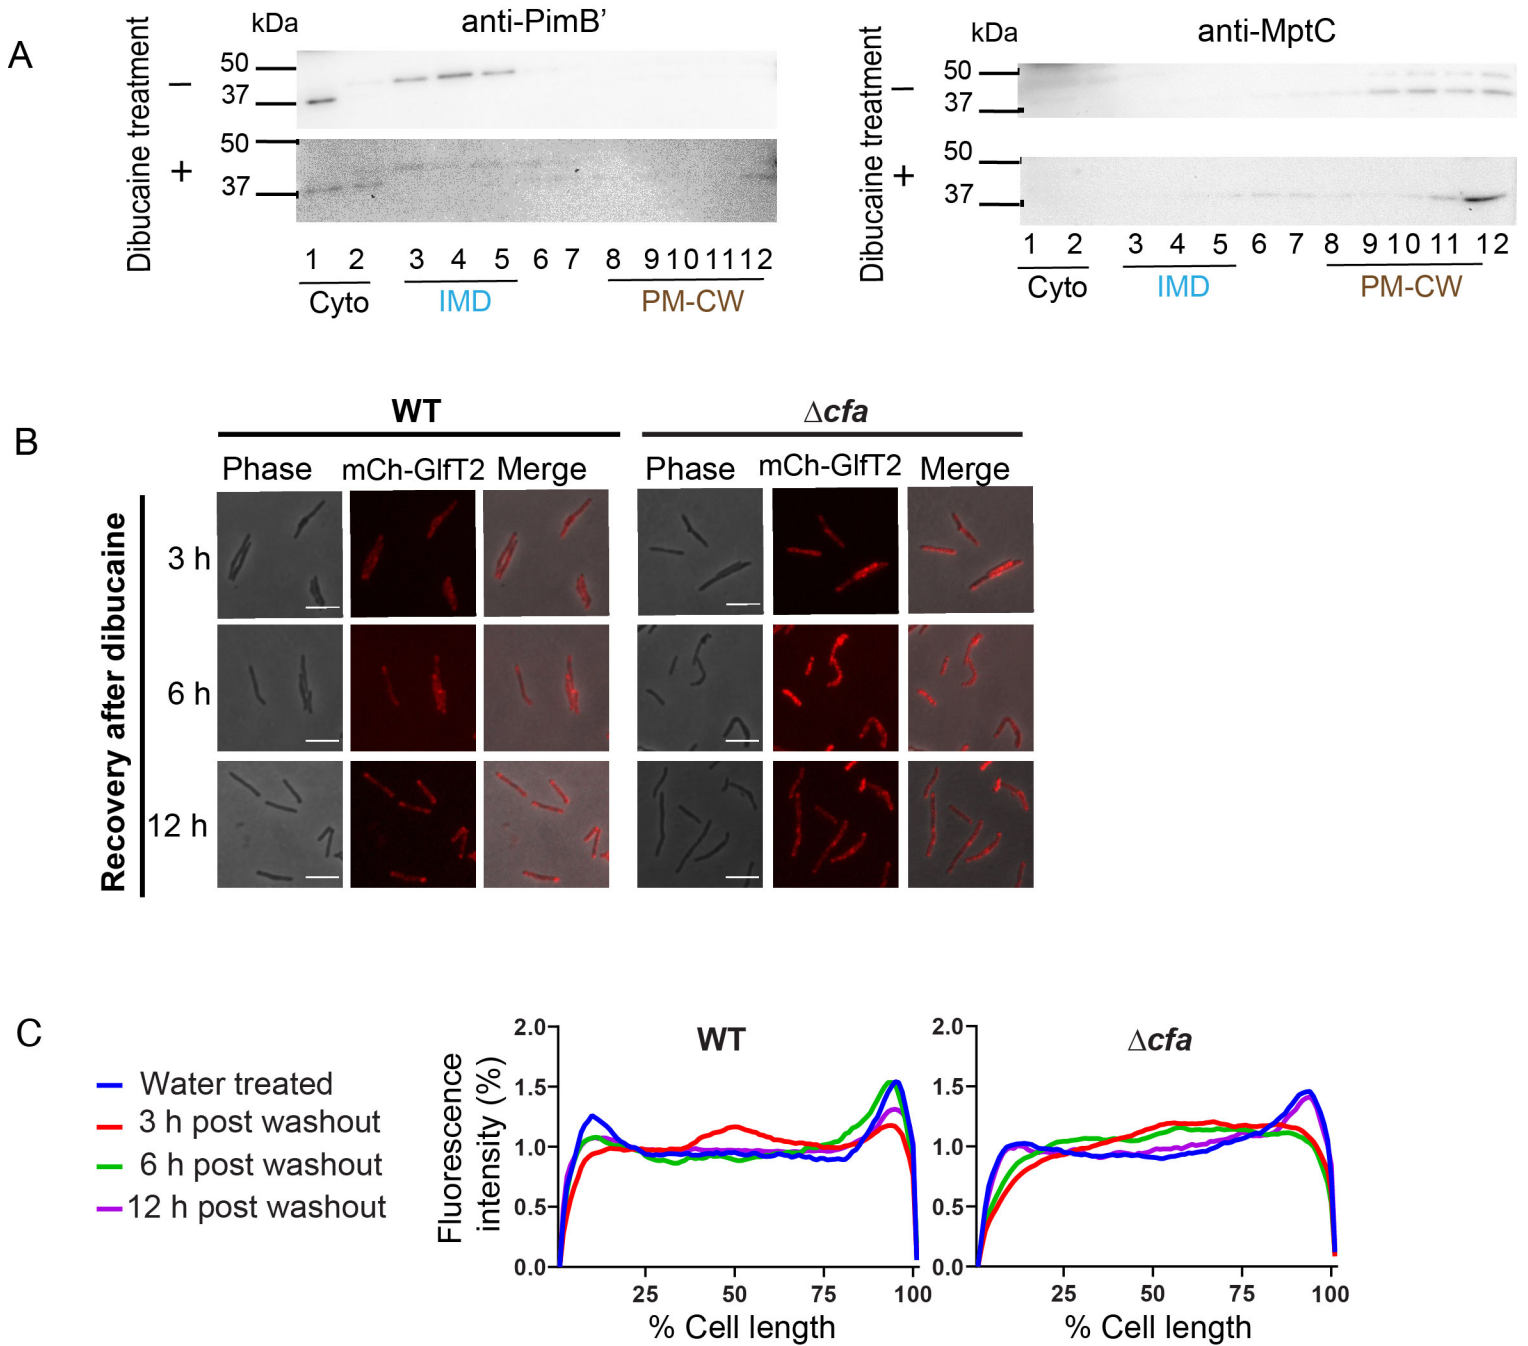 A
kDa
anti-PimB’
kDa
anti-MptC
Dibucaine treatment
−
50
37
+
50
37
Dibucaine treatment
−
50
37
+
50
37
1 2 3 4 5 6 7 8 9 10 11 12
Cyto IMD PM-CW
1 2 3 4 5 6 7 8 9 10 11 12
Cyto IMD PM-CW
B
WT
Δcfa
Phase mCh-GlfT2 Merge
Phase mCh-GlfT2 Merge
Recovery after dibucaine
3 h
6 h
12 h
C
Water treated
3 h post washout
6 h post washout
12 h post washout
Fluorescence
intensity (%)
WT
2.0
1.5
1.0
0.5
0.0
25 50 75 100
% Cell length
Δcfa
2.0
1.5
1.0
0.5
0.0
25 50 75 100
% Cell length